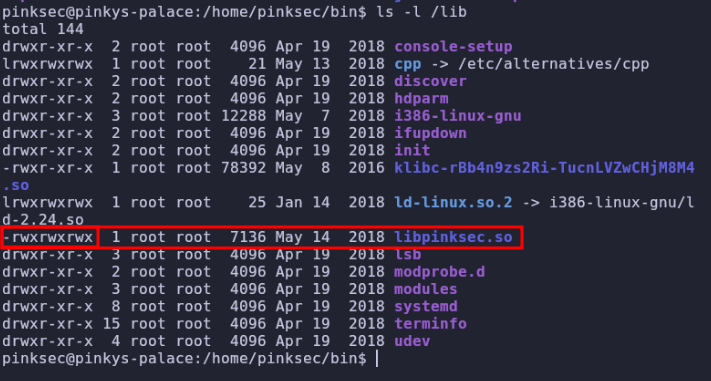 pinksec@pinkys-palace:/home/pinksec/bin$ ls -l /lib
total 144
drwxr-xr-x  2 root root  4096 Apr 19  2018 console-setup
lrwxrwxrwx  1 root root    21 May 13  2018 cpp -> /etc/alternatives/cpp
drwxr-xr-x  2 root root  4096 Apr 19  2018 discover
drwxr-xr-x  2 root root  4096 Apr 19  2018 hdparm
drwxr-xr-x  3 root root 12288 May  7  2018 i386-linux-gnu
drwxr-xr-x  2 root root  4096 Apr 19  2018 ifupdown
drwxr-xr-x  2 root root  4096 Apr 19  2018 init
-rwxr-xr-x  1 root root 78392 May  8  2016 klibc-rBb4n9zs2Ri-TucnLVZwCHjM8M4
.so
lrwxrwxrwx  1 root root    25 Jan 14  2018 ld-linux.so.2 -> i386-linux-gnu/l
d-2.24.so
-rwxrwxrwx  1 root root  7136 May 14  2018 libpinksec.so
drwxr-xr-x  3 root root  4096 Apr 19  2018 lsb
drwxr-xr-x  2 root root  4096 Apr 19  2018 modprobe.d
drwxr-xr-x  3 root root  4096 Apr 19  2018 modules
drwxr-xr-x  8 root root  4096 Apr 19  2018 systemd
drwxr-xr-x 15 root root  4096 Apr 19  2018 terminfo
drwxr-xr-x  4 root root  4096 Apr 19  2018 udev
pinksec@pinkys-palace:/home/pinksec/bin$